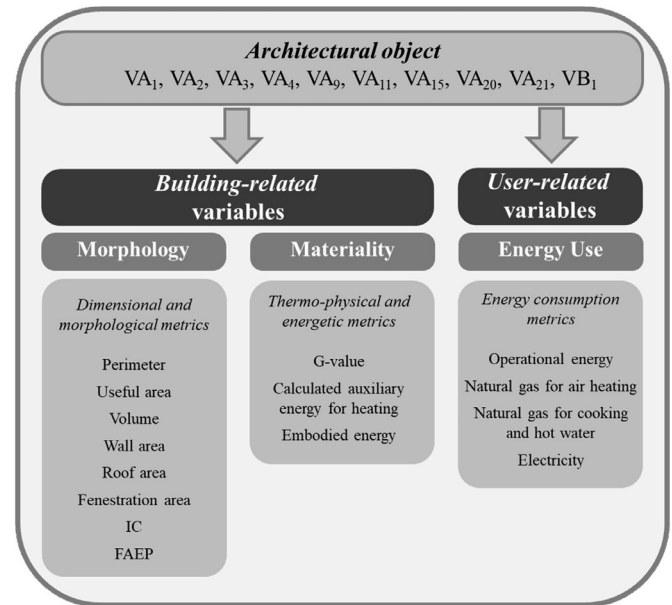 Architectural object
VA₁, VA₂, VA₃, VA₄, VA₉, VA₁₁, VA₁₅, VA₂₀, VA₂₁, VB₁
Building-related
variables
User-related
variables
Morphology
Materiality
Energy Use
Dimensional and
morphological metrics
Perimeter
Useful area
Volume
Wall area
Roof area
Fenestration area
IC
FAEP
Thermo-physical and
energetic metrics
G-value
Calculated auxiliary
energy for heating
Embodied energy
Energy consumption
metrics
Operational energy
Natural gas for air heating
Natural gas for cooking
and hot water
Electricity